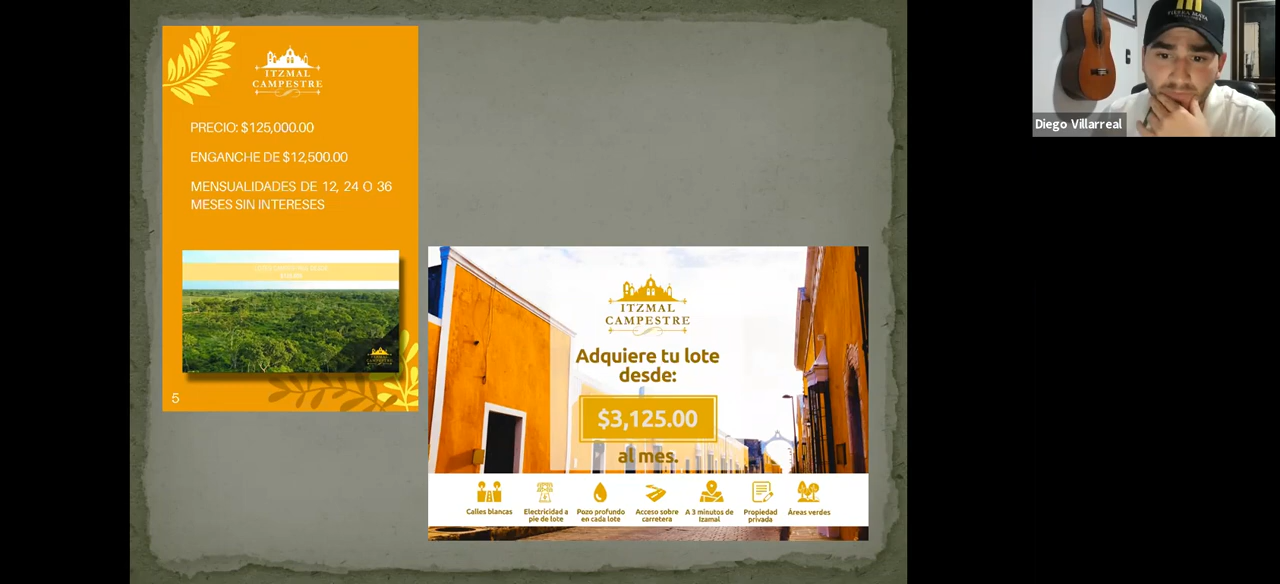 ITZMAL
CAMPESTRE
PRECIO: $125,000.00
ENGANCHE DE $12,500.00
MENSUALIDADES DE 12, 24 O 36
MESES SIN INTERESES
5
ITZMAL
CAMPESTRE
Adquiere tu lote
desde:
$3,125.00
al mes.
Calles blancas
Electricidad a
pie de lote
Pozo profundo
en cada lote
Acceso sobre
carretera
A 3 minutos de
Izamal
Propiedad
privada
Áreas verdes
TIERRA MAYA
Diego Villarreal